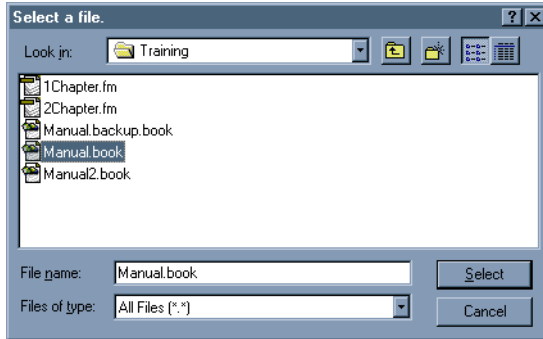 Select a file.
Look in: Training
1Chapter.fm
2Chapter.fm
Manual.backup.book
Manual.book
Manual2.book
File name: Manual.book Select
Files of type: All Files (*.*) Cancel